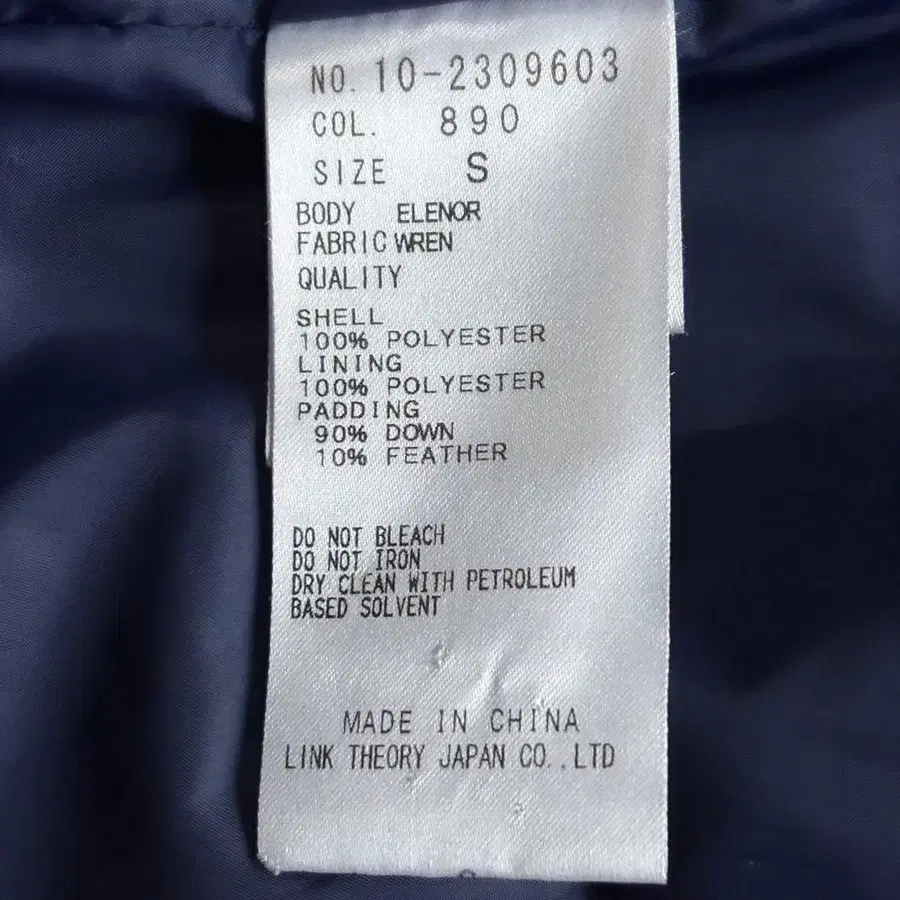 NO. 10-2309603
COL. 890
SIZE S
BODY ELENOR
FABRIC WREN
QUALITY
SHELL
100% POLYESTER
LINING
100% POLYESTER
PADDING
90% DOWN
10% FEATHER
DO NOT BLEACH
DO NOT IRON
DRY CLEAN WITH PETROLEUM
BASED SOLVENT
MADE IN CHINA
LINK THEORY JAPAN CO.,LTD